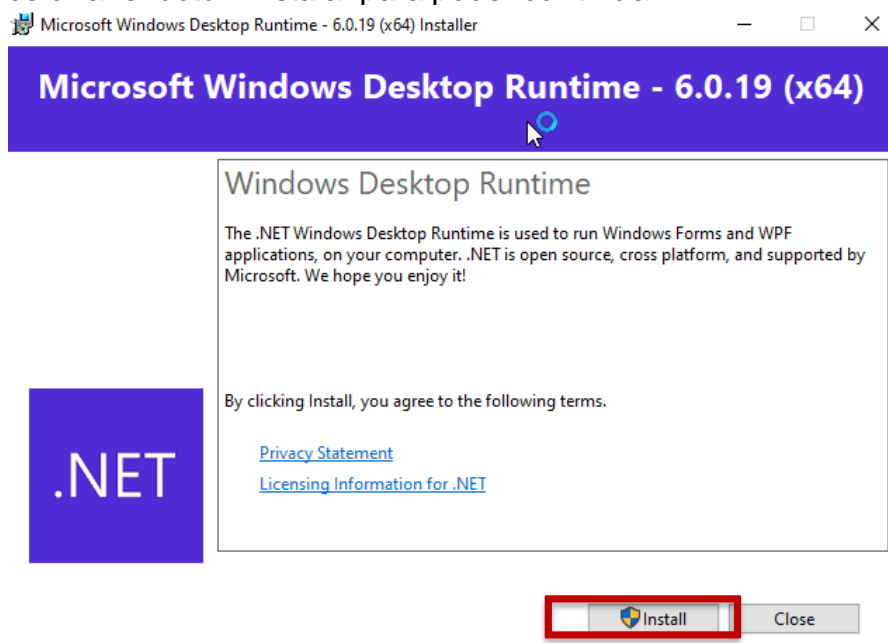 Microsoft Windows Desktop Runtime - 6.0.19 (x64) Installer
Microsoft Windows Desktop Runtime - 6.0.19 (x64)
Windows Desktop Runtime
The .NET Windows Desktop Runtime is used to run Windows Forms and WPF
applications, on your computer. .NET is open source, cross platform, and supported by
Microsoft. We hope you enjoy it!
By clicking Install, you agree to the following terms.
Privacy Statement
Licensing Information for .NET
.NET
Install
Close